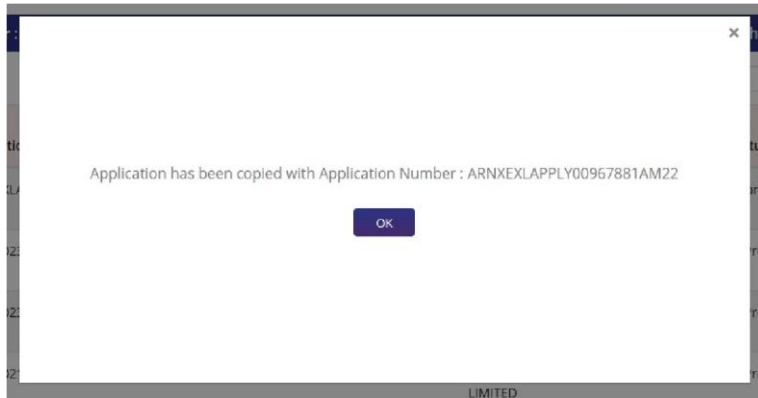 ×
Application has been copied with Application Number : ARNXEXLAPPLY00967881AM22
OK
LIMITED